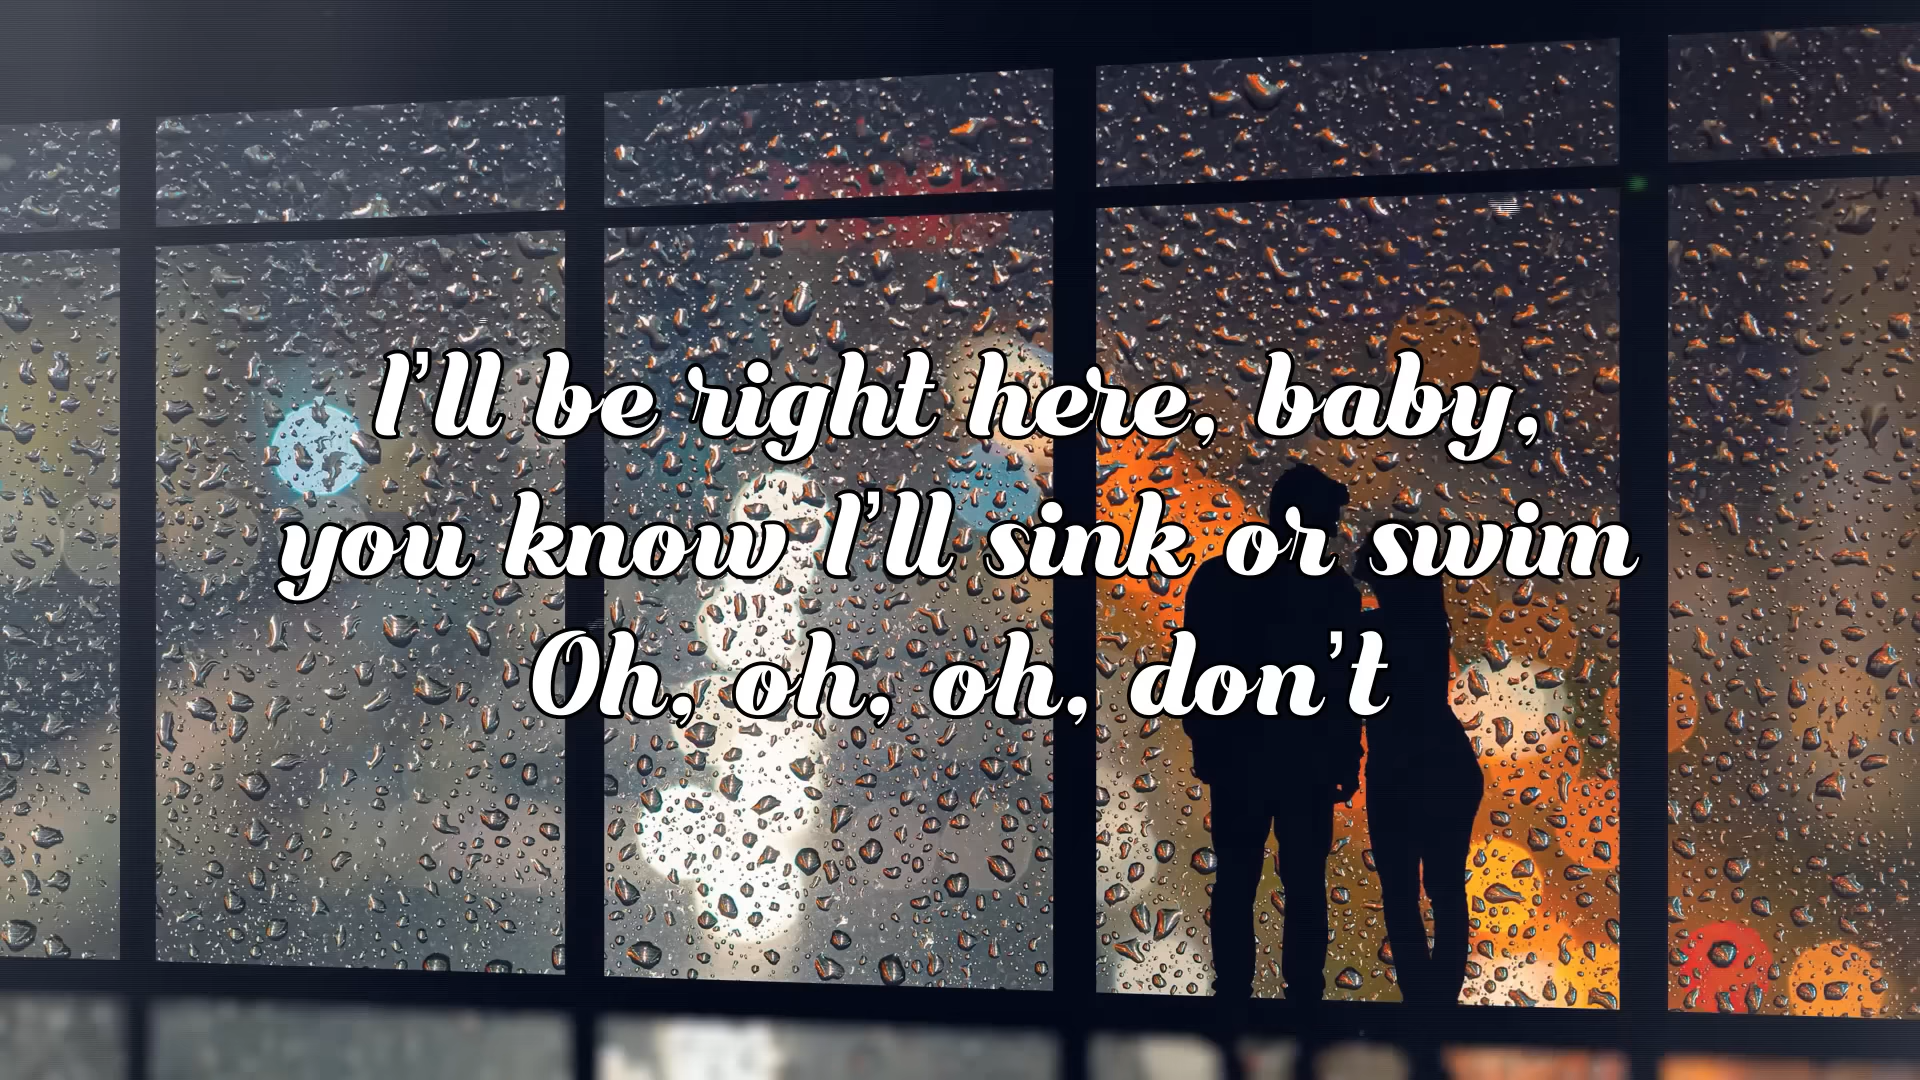 I'll be right here, baby,
you know I'll sink or swim
Oh, oh, oh, don't